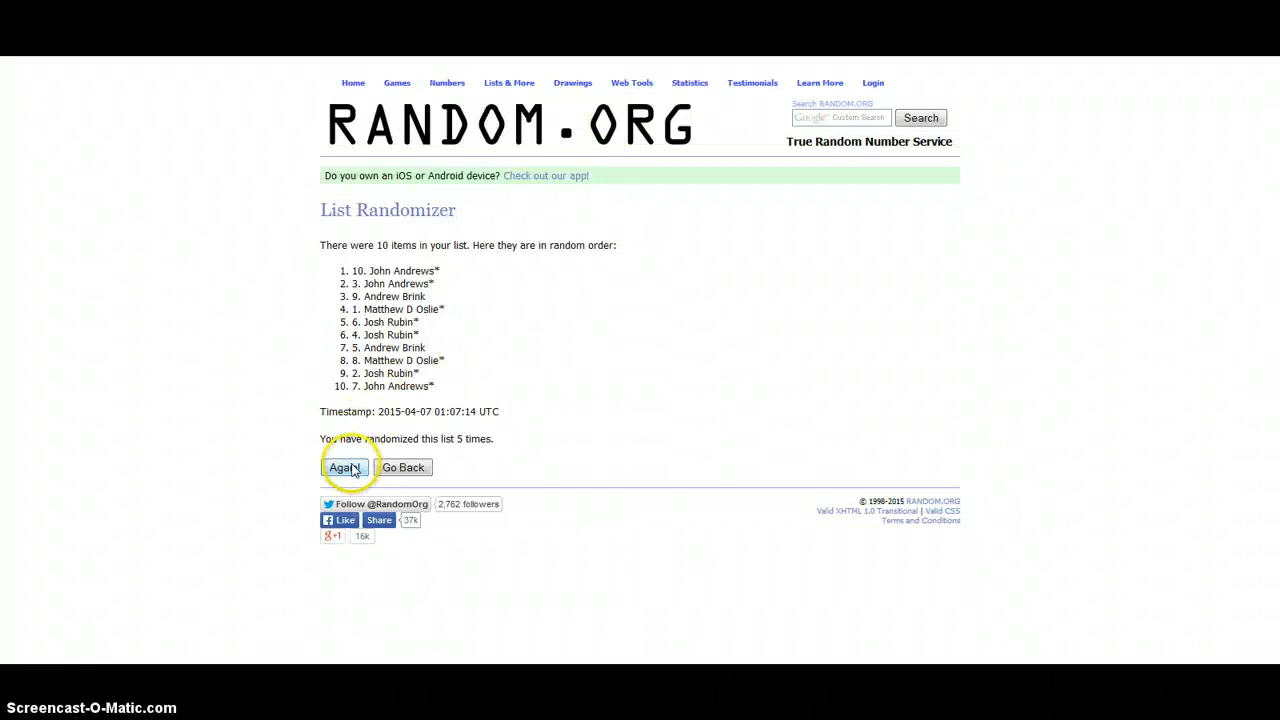 Home Games Numbers Lists & More Drawings Web Tools Statistics Testimonials Learn More Login
RANDOM.ORG
Search RANDOM.ORG
Google Custom Search Search
True Random Number Service
Do you own an iOS or Android device? Check out our app!
List Randomizer
There were 10 items in your list. Here they are in random order:
1. 10. John Andrews*
2. 3. John Andrews*
3. 9. Andrew Brink
4. 1. Matthew D Oslie*
5. 6. Josh Rubin*
6. 4. Josh Rubin*
7. 5. Andrew Brink
8. 8. Matthew D Oslie*
9. 2. Josh Rubin*
10. 7. John Andrews*
Timestamp: 2015-04-07 01:07:14 UTC
You have randomized this list 5 times.
Again! Go Back
Follow @RandomOrg 2,762 followers
Like Share 37k
g+1 16k
© 1998-2015 RANDOM.ORG
Valid XHTML 1.0 Transitional | Valid CSS
Terms and Conditions
Screencast-O-Matic.com